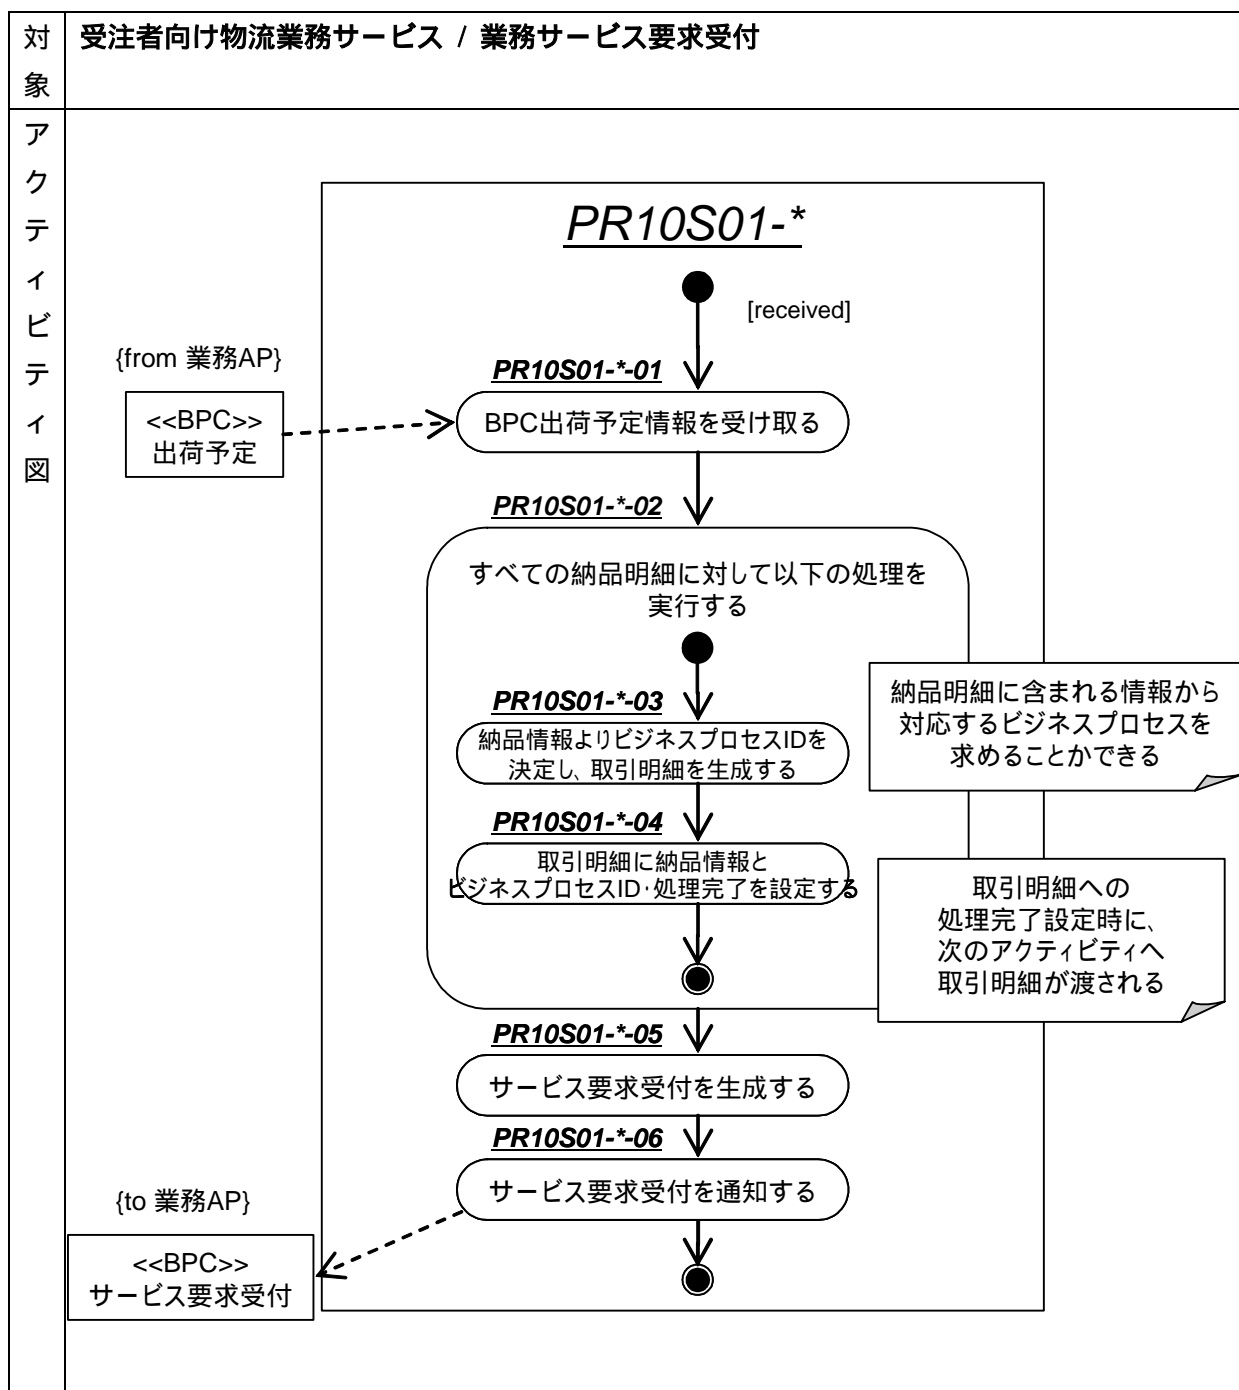 対象
受注者向け物流業務サービス / 業務サービス要求受付
アクティビティ図
PR10S01-*
[received]
{from 業務AP}
<<BPC>>
出荷予定
PR10S01-*-01
BPC出荷予定情報を受け取る
PR10S01-*-02
すべての納品明細に対して以下の処理を
実行する
PR10S01-*-03
納品情報よりビジネスプロセスIDを
決定し、取引明細を生成する
納品明細に含まれる情報から
対応するビジネスプロセスを
求めることかできる
PR10S01-*-04
取引明細に納品情報と
ビジネスプロセスID・処理完了を設定する
取引明細への
処理完了設定時に、
次のアクティビティへ
取引明細が渡される
PR10S01-*-05
サービス要求受付を生成する
PR10S01-*-06
サービス要求受付を通知する
{to 業務AP}
<<BPC>>
サービス要求受付